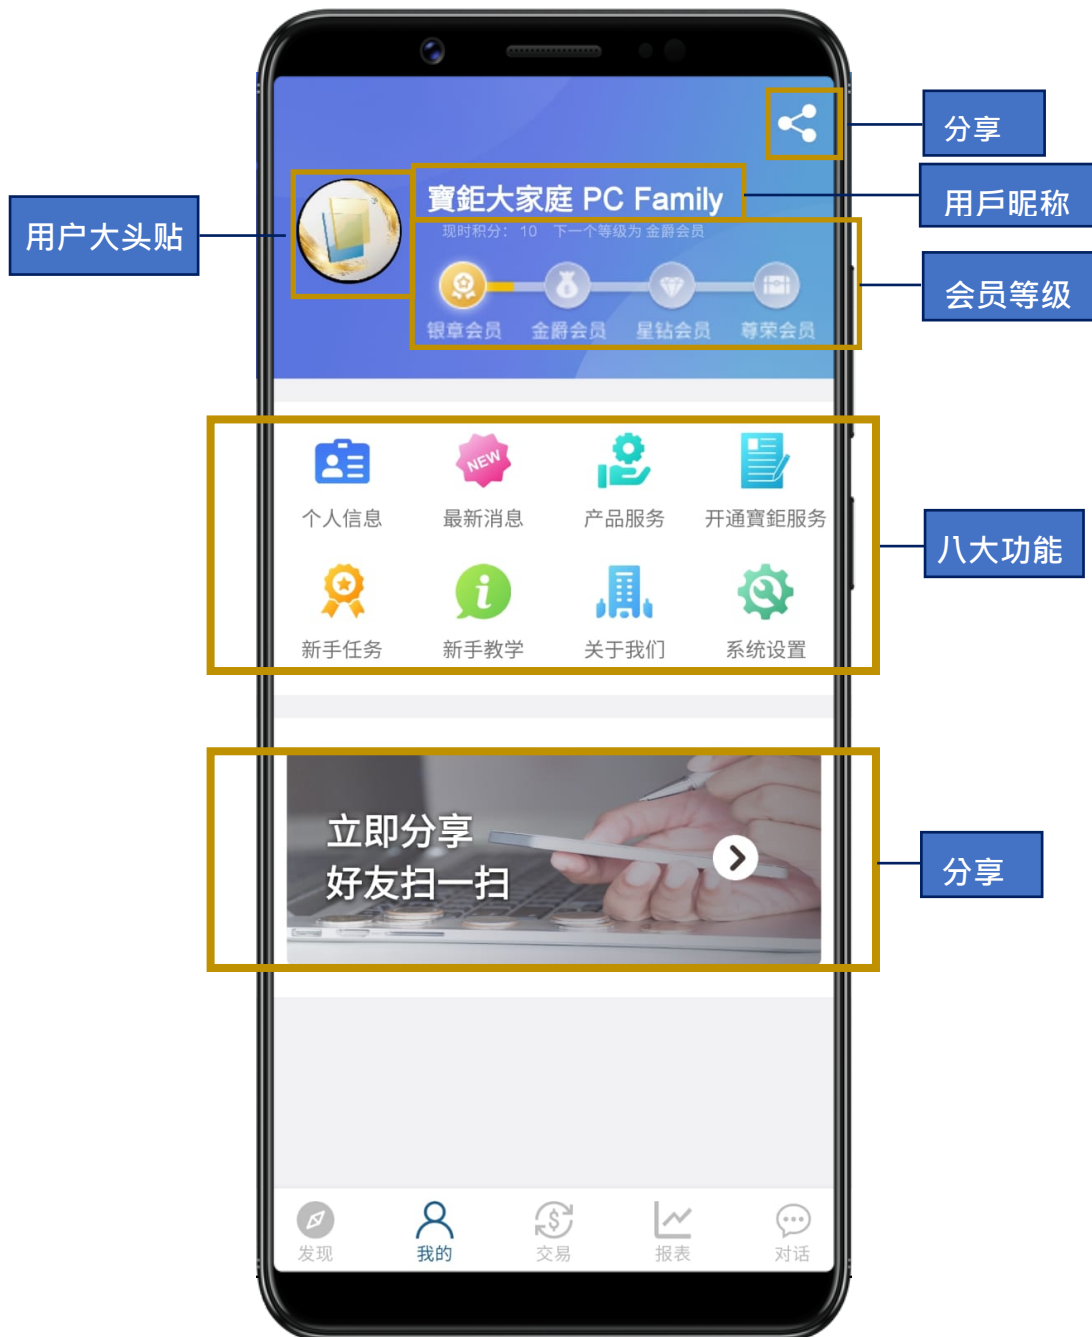 分享
寶鉅大家庭 PC Family
用戶昵称
用户大头贴
现时积分： 10 下一个等级为 金爵会员
会员等级
银章会员 金爵会员 星钻会员 尊荣会员
NEW
个人信息 最新消息 产品服务 开通寶鉅服务
八大功能
新手任务 新手教学 关于我们 系统设置
立即分享
好友扫一扫
分享
发现 我的 交易 报表 对话